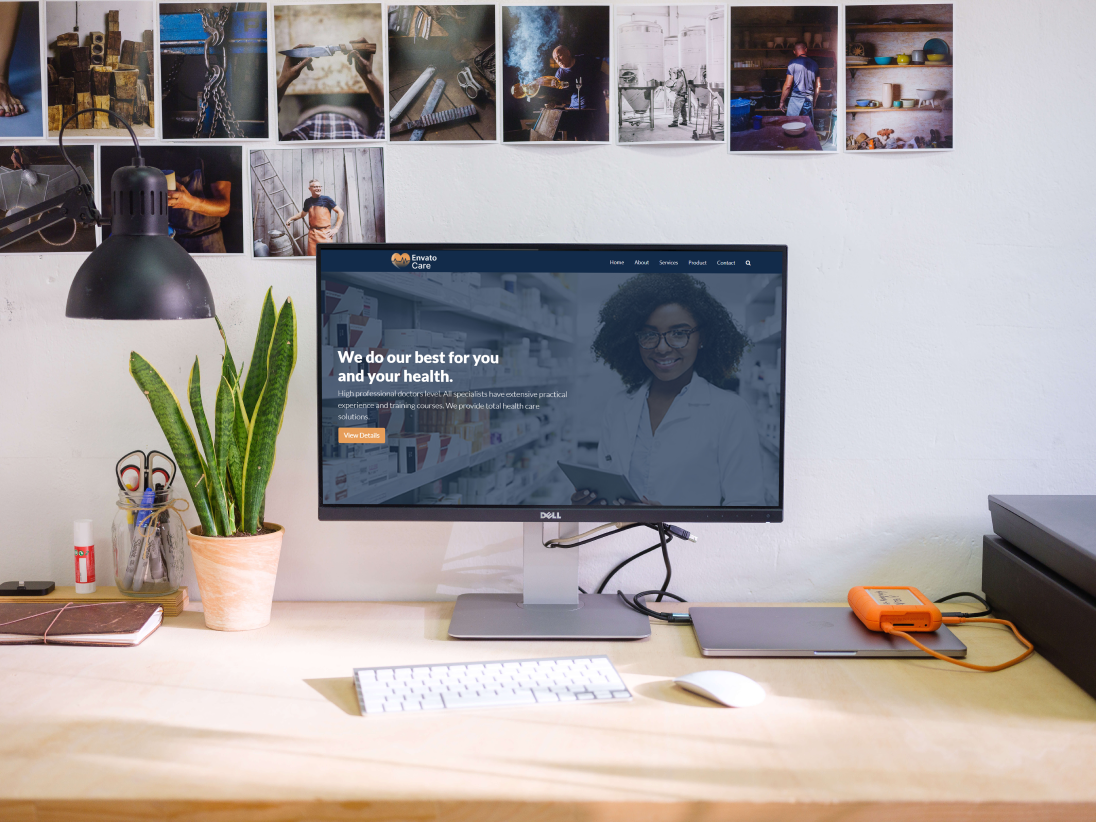 Envato
Care
Home About Services Product Contact
We do our best for you
and your health.
High professional doctors level. All specialists have extensive practical
experience and training courses. We provide total health care
solutions.
View Details
DELL